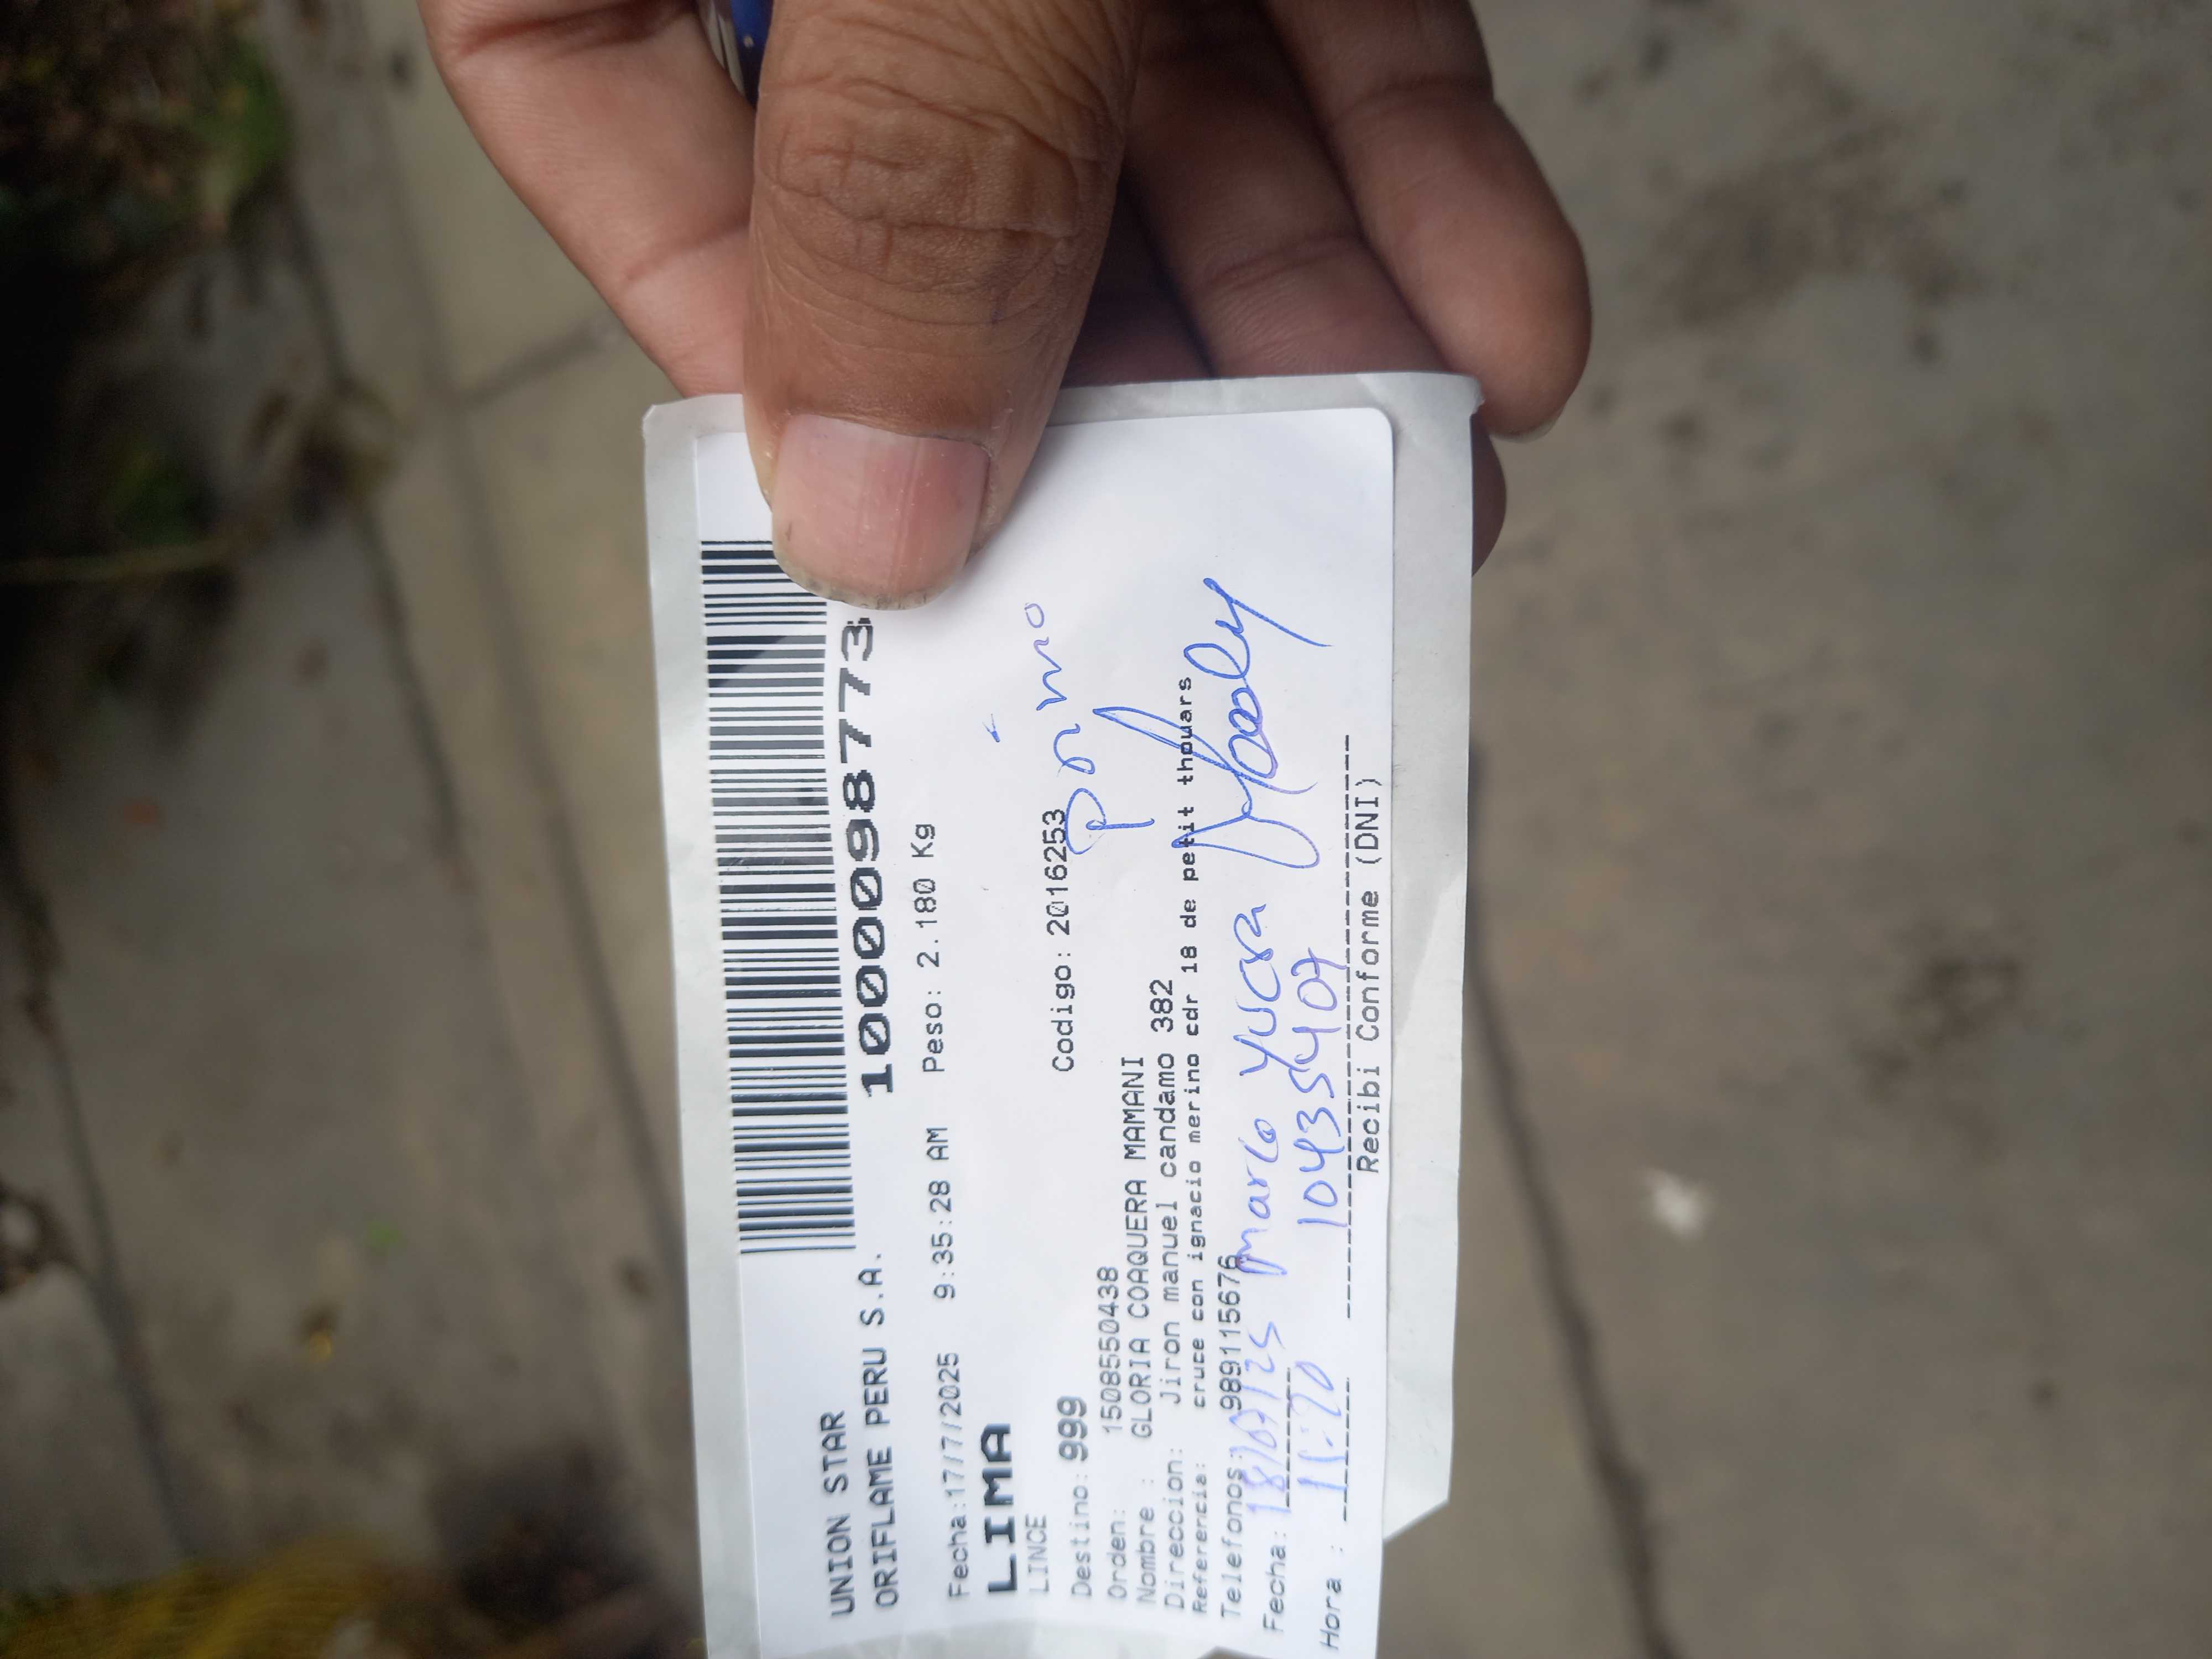 UNION STAR
ORIFLAME PERU S.A. 10000987773
Fecha:17/7/2025 9:35:28 AM Peso: 2.180 Kg
LIMA
LINCE
Destino: 999 Codigo: 2016253
primo
Orden: 1508550438
Nombre : GLORIA COAQUERA MAMANI
Direccion: Jiron manuel candamo 382
Referencia: cruce con ignacio merino cdr 18 de petit thouars
Telefonos: 989115676
Fecha: 18/07/25 Marco Yucra
Hora : 10435407
Recibi Conforme (DNI)